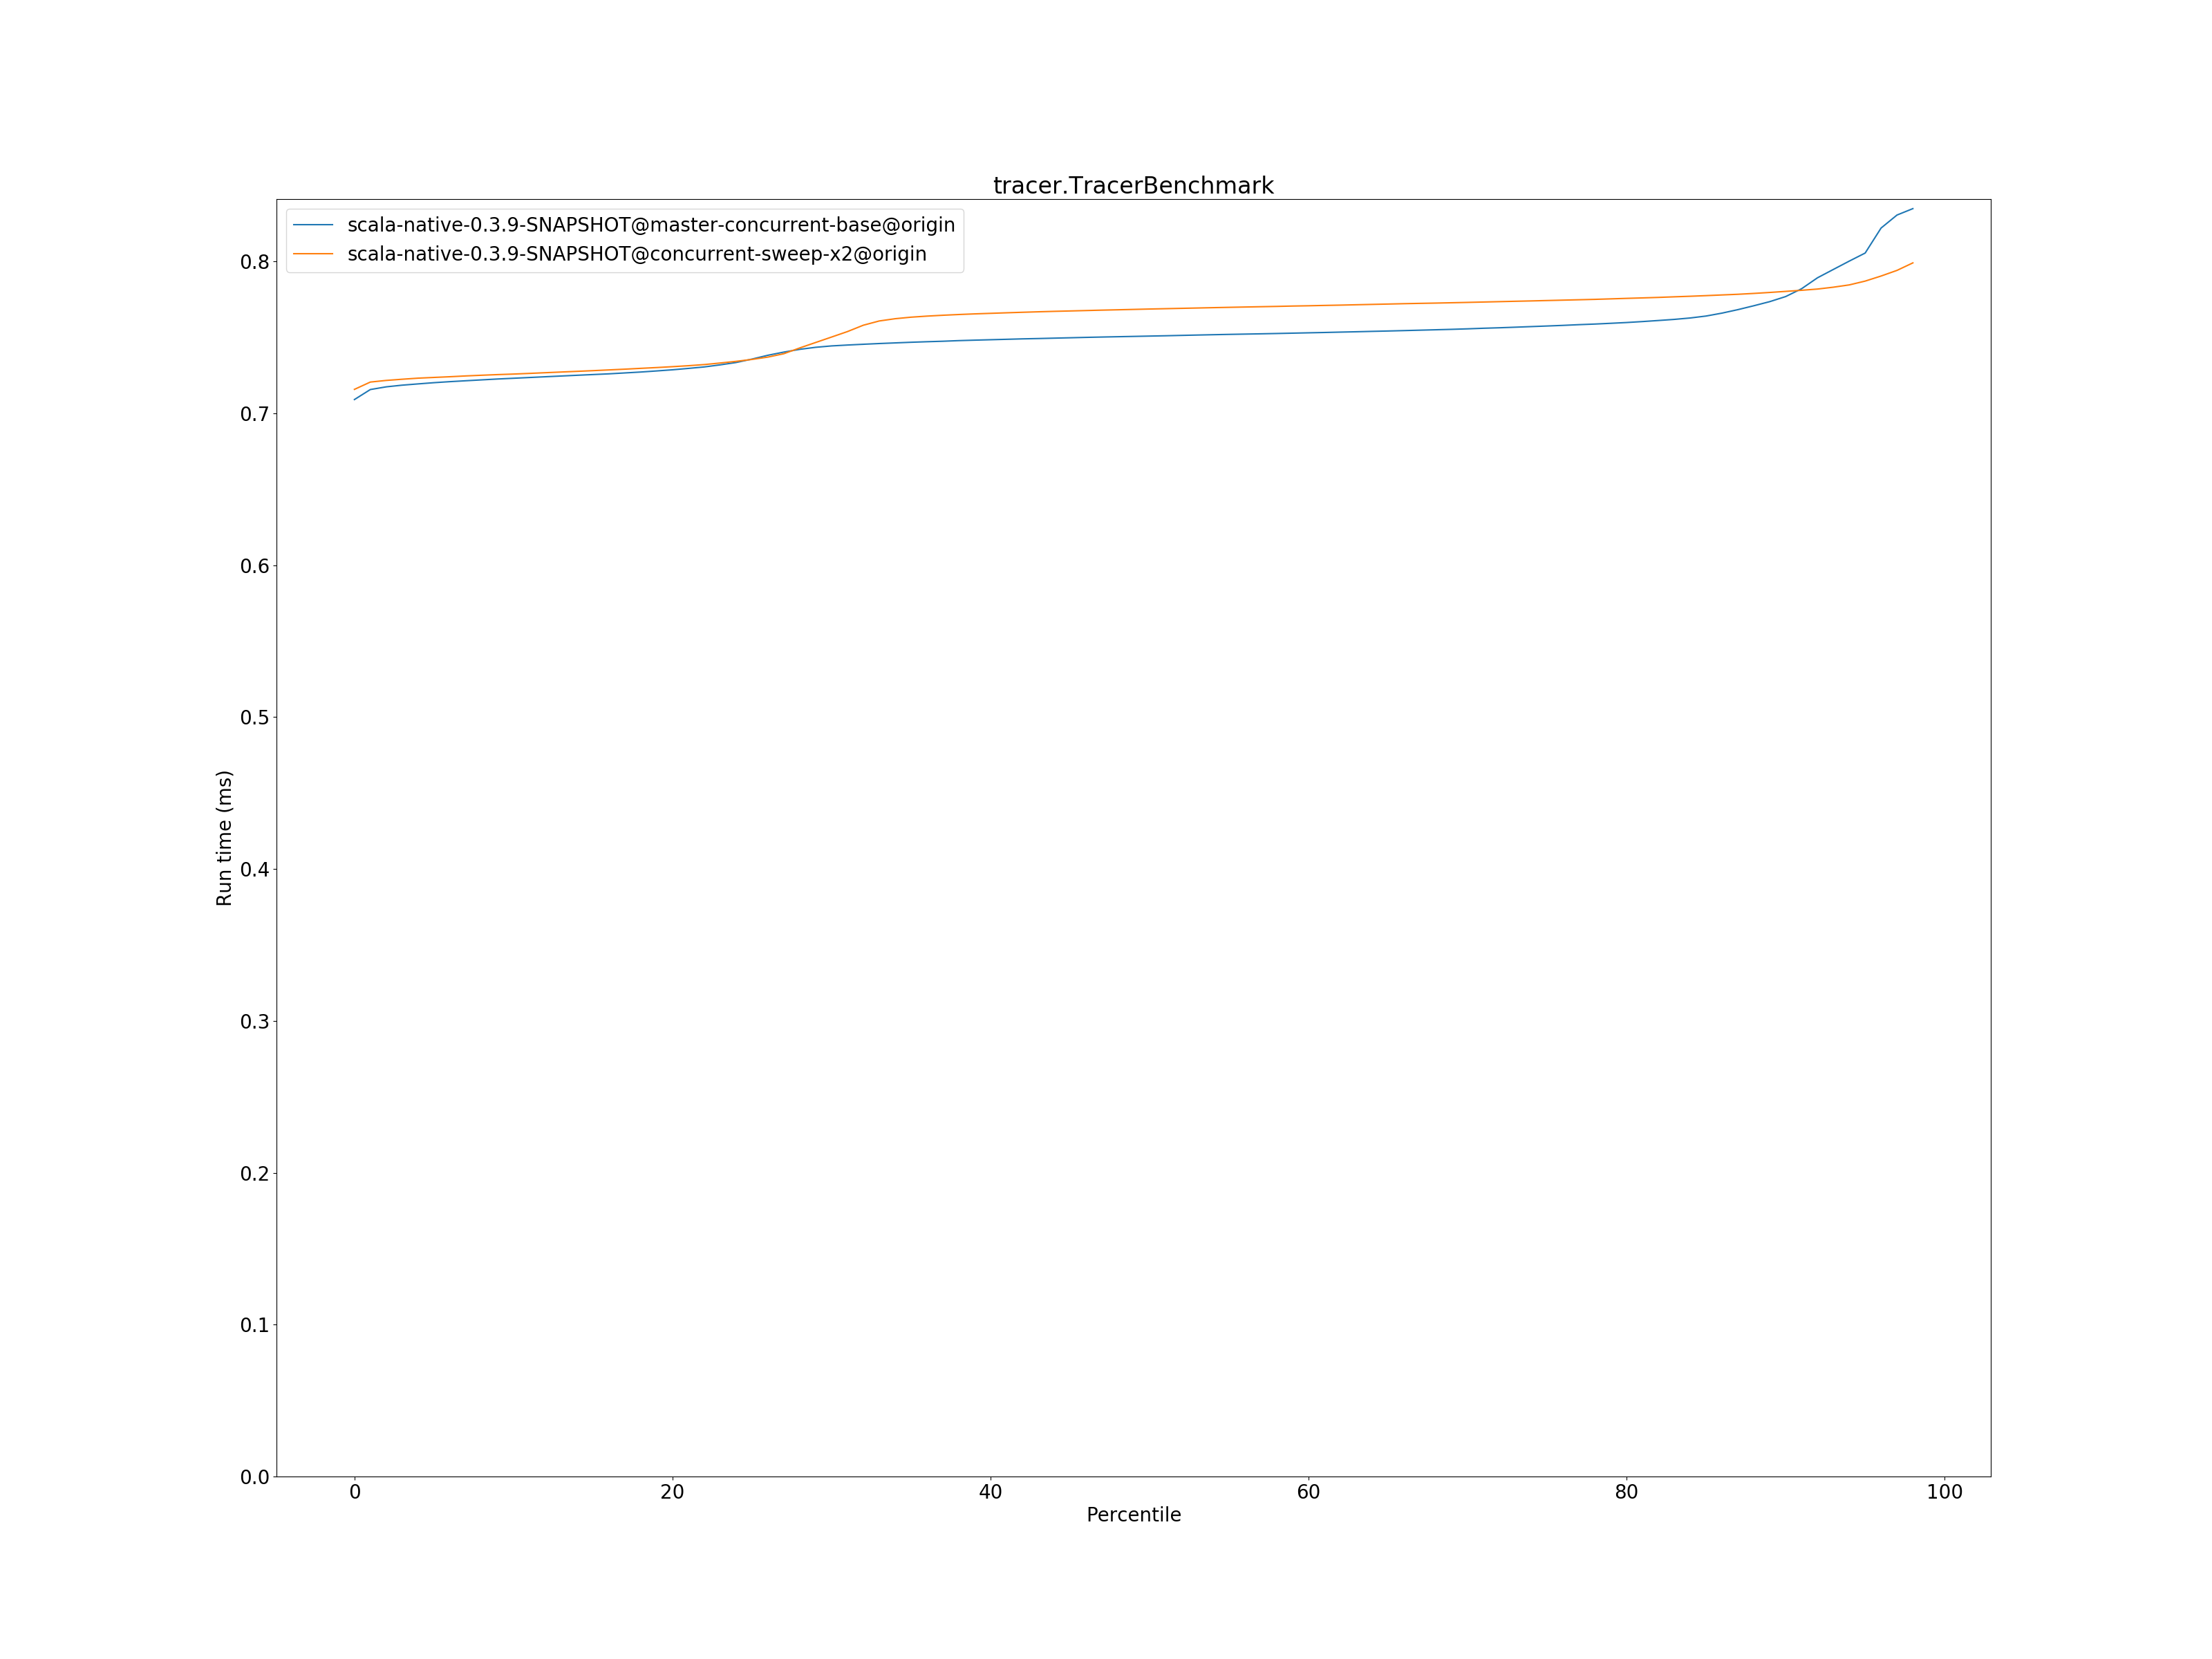 tracer.TracerBenchmark
scala-native-0.3.9-SNAPSHOT@master-concurrent-base@origin
scala-native-0.3.9-SNAPSHOT@concurrent-sweep-x2@origin
0.8
0.7
0.6
0.5
0.4
0.3
0.2
0.1
0.0
Run time (ms)
0 20 40 60 80 100
Percentile